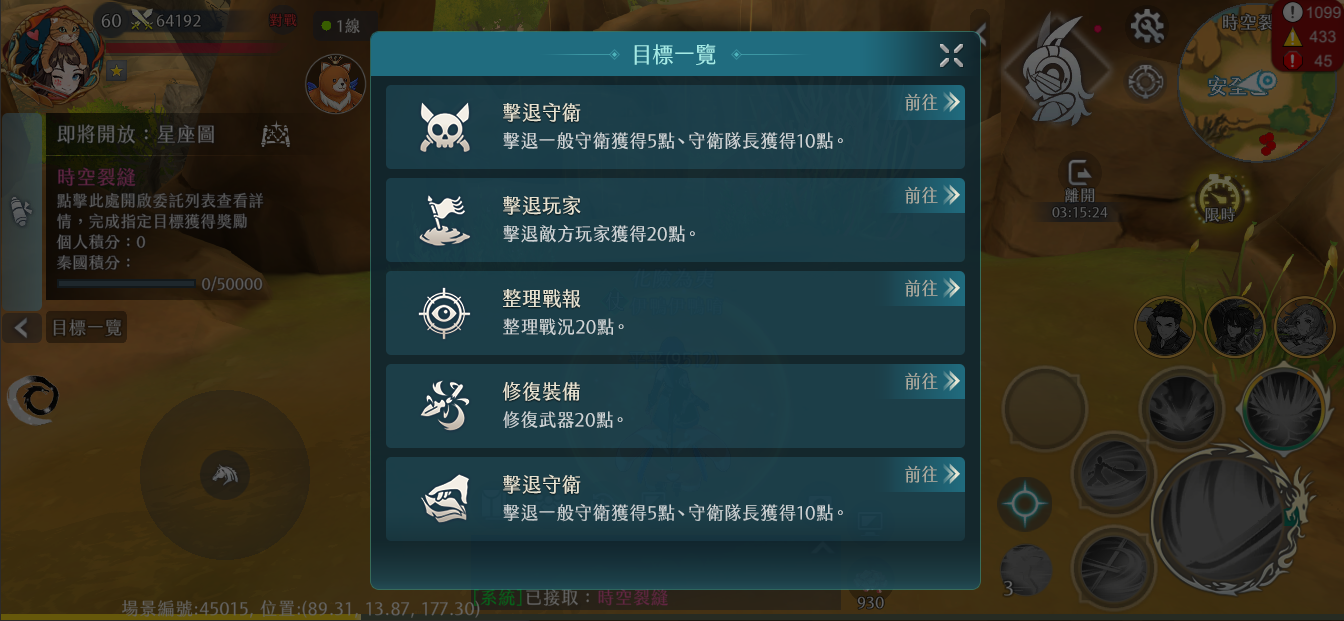 60 64192
對戰
1線
即將開放：星座圖
時空裂縫
點擊此處開啟委託列表查看詳
情，完成指定目標獲得獎勵
個人積分：0
秦國積分：
0/50000
目標一覽
目標一覽
擊退守衛
擊退一般守衛獲得5點、守衛隊長獲得10點。
前往
擊退玩家
擊退敵方玩家獲得20點。
前往
整理戰報
整理戰況20點。
前往
修復裝備
修復武器20點。
前往
擊退守衛
擊退一般守衛獲得5點、守衛隊長獲得10點。
前往
時空裂
1099
433
45
安全
離開
03:15:24
限時
3
930
[系統]已接取：時空裂縫
場景編號:45015, 位置:(89.31, 13.87, 177.30)